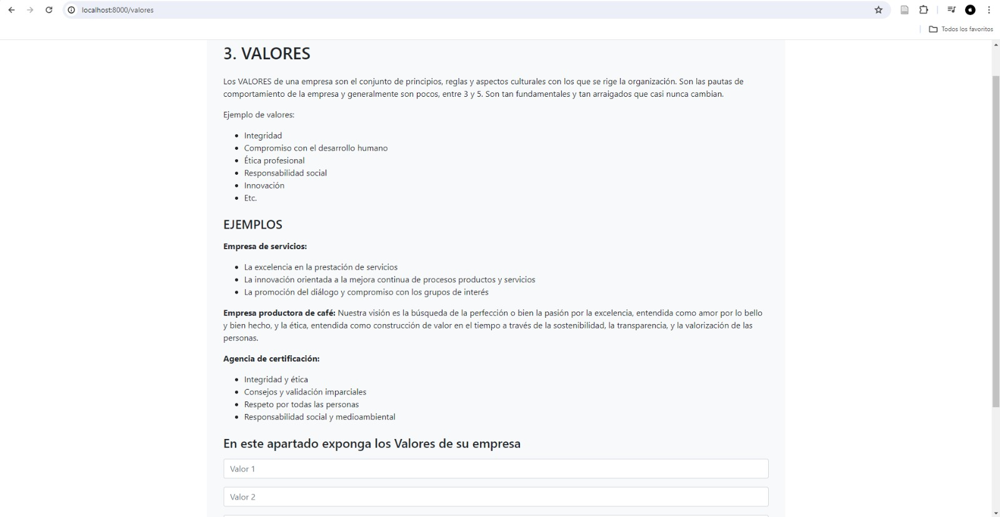 localhost:8000/valores
Todos los favoritos
3. VALORES
Los VALORES de una empresa son el conjunto de principios, reglas y aspectos culturales con los que se rige la organización. Son las pautas de
comportamiento de la empresa y generalmente son pocos, entre 3 y 5. Son tan fundamentales y tan arraigados que casi nunca cambian.
Ejemplo de valores:
• Integridad
• Compromiso con el desarrollo humano
• Ética profesional
• Responsabilidad social
• Innovación
• Etc.
EJEMPLOS
Empresa de servicios:
• La excelencia en la prestación de servicios
• La innovación orientada a la mejora continua de procesos productos y servicios
• La promoción del diálogo y compromiso con los grupos de interés
Empresa productora de café: Nuestra visión es la búsqueda de la perfección o bien la pasión por la excelencia, entendida como amor por lo bello
y bien hecho, y la ética, entendida como construcción de valor en el tiempo a través de la sostenibilidad, la transparencia, y la valorización de las
personas.
Agencia de certificación:
• Integridad y ética
• Consejos y validación imparciales
• Respeto por todas las personas
• Responsabilidad social y medioambiental
En este apartado exponga los Valores de su empresa
Valor 1
Valor 2